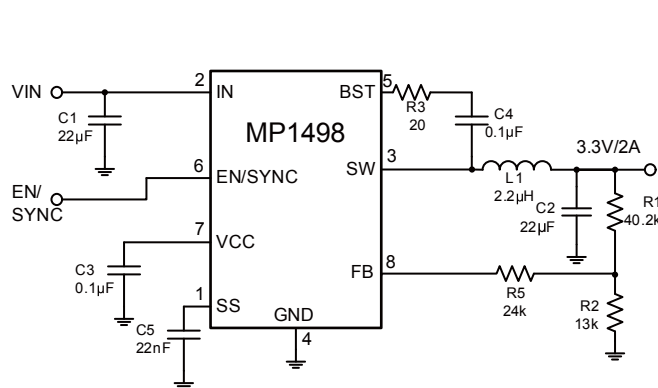 VIN
2
IN
C1
22µF
MP1498
BST
5
R3
20
C4
0.1µF
3.3V/2A
EN/
SYNC
6
EN/SYNC
SW
3
L1
2.2µH
C2
22µF
R1
40.2k
7
VCC
C3
0.1µF
FB
8
R5
24k
R2
13k
1
SS
C5
22nF
GND
4